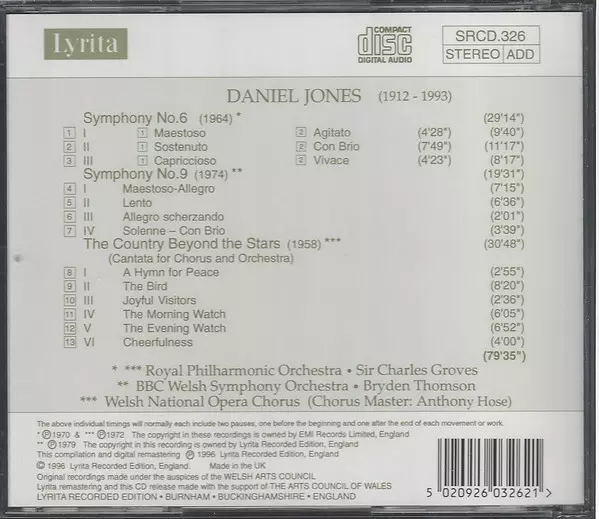 Lyrita
COMPACT
disc
DIGITAL AUDIO
SRCD.326
STEREO ADD
DANIEL JONES (1912 - 1993)
Symphony No.6 (1964) * (29'14")
1 I 1 Maestoso 2 Agitato (4'28") (9'40")
2 II 1 Sostenuto 2 Con Brio (7'49") (11'17")
3 III 1 Capriccioso 2 Vivace (4'23") (8'17")
Symphony No.9 (1974) ** (19'31")
4 I Maestoso-Allegro (7'15")
5 II Lento (6'36")
6 III Allegro scherzando (2'01")
7 IV Solenne – Con Brio (3'39")
The Country Beyond the Stars (1958) *** (30'48")
(Cantata for Chorus and Orchestra)
8 I A Hymn for Peace (2'55")
9 II The Bird (8'20")
10 III Joyful Visitors (2'36")
11 IV The Morning Watch (6'05")
12 V The Evening Watch (6'52")
13 VI Cheerfulness (4'00")
(79'35")
* *** Royal Philharmonic Orchestra • Sir Charles Groves
** BBC Welsh Symphony Orchestra • Bryden Thomson
*** Welsh National Opera Chorus (Chorus Master: Anthony Hose)
The above individual timings will normally each include two pauses, one before the beginning and one after the end of each movement or work.
* ℗1970 & *** ℗1972 The copyright in these recordings is owned by EMI Records Limited, England
** ℗ 1979 The copyright in this recording is owned by Lyrita Recorded Edition, England.
This compilation and digital remastering ℗ 1996 Lyrita Recorded Edition, England
© 1996 Lyrita Recorded Edition, England. Made in the UK
Original recordings made under the auspices of the WELSH ARTS COUNCIL
Lyrita remastering and this CD release made with the support of THE ARTS COUNCIL OF WALES
LYRITA RECORDED EDITION • BURNHAM • BUCKINGHAMSHIRE • ENGLAND
5 020926 032621